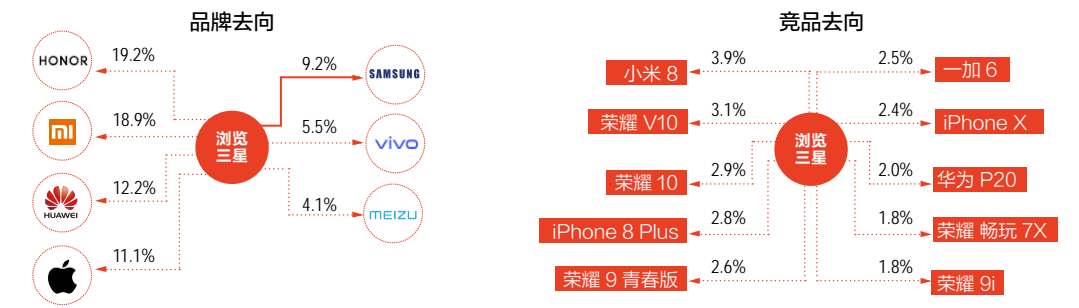 品牌去向
HONOR
19.2%
9.2%
SAMSUNG
mi
18.9%
浏览
三星
5.5%
vivo
HUAWEI
12.2%
4.1%
MEIZU
11.1%
竞品去向
小米 8
3.9%
2.5%
一加 6
荣耀 V10
3.1%
2.4%
iPhone X
浏览
三星
荣耀 10
2.9%
2.0%
华为 P20
iPhone 8 Plus
2.8%
1.8%
荣耀 畅玩 7X
荣耀 9 青春版
2.6%
1.8%
荣耀 9i